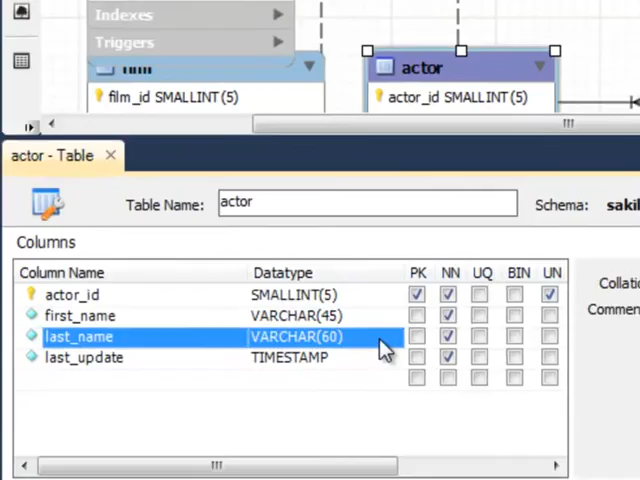 Indexes
Triggers
film_id SMALLINT(5)
actor
actor_id SMALLINT(5)
actor - Table
Table Name: actor Schema:
Columns
Column Name Datatype PK NN UQ BIN UN
actor_id SMALLINT(5)
first_name VARCHAR(45)
last_name VARCHAR(60)
last_update TIMESTAMP